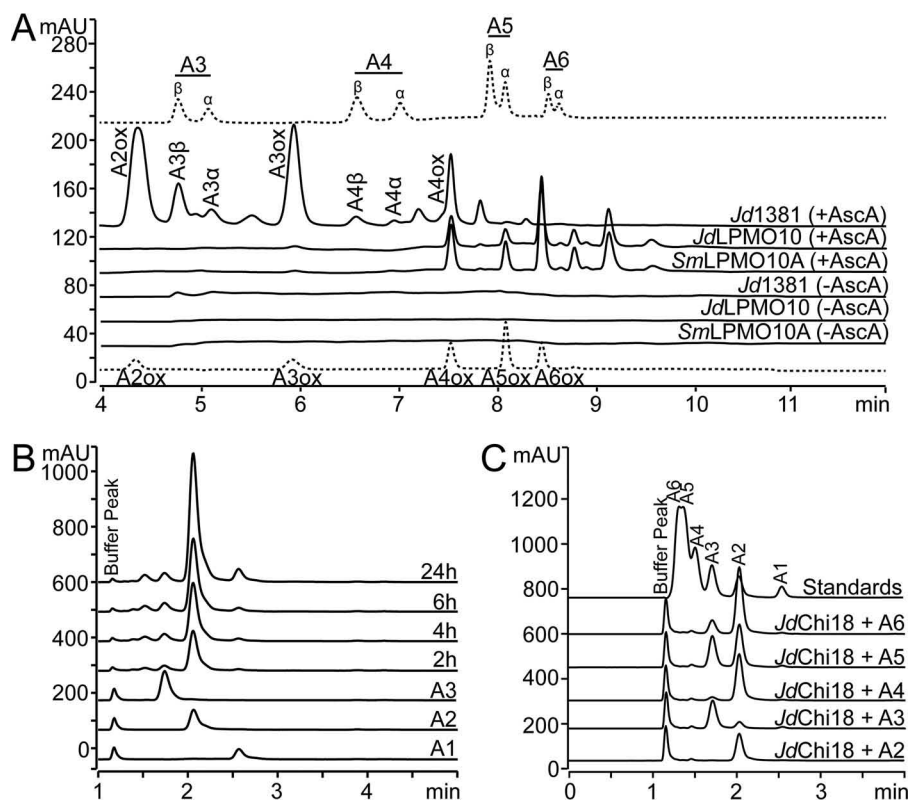 A
mAU
280
240
200
160
120
80
40
0
A3
β
α
A4
β
α
A5
β
α
A6
β
α
A2ox
A3β
A3α
A3ox
A4β
A4α
A4ox
Jd1381 (+AscA)
JdLPMO10 (+AscA)
SmLPMO10A (+AscA)
Jd1381 (-AscA)
JdLPMO10 (-AscA)
SmLPMO10A (-AscA)
A2ox A3ox A4ox A5ox A6ox
4 5 6 7 8 9 10 11 min
B
mAU
1000
800
600
400
200
0
Buffer Peak
24h
6h
4h
2h
A3
A2
A1
1 2 3 4 min
C
mAU
1200
1000
800
600
400
200
0
Buffer Peak
A6
A5
A4
A3
A2
A1
Standards
JdChi18 + A6
JdChi18 + A5
JdChi18 + A4
JdChi18 + A3
JdChi18 + A2
0 1 2 3 min